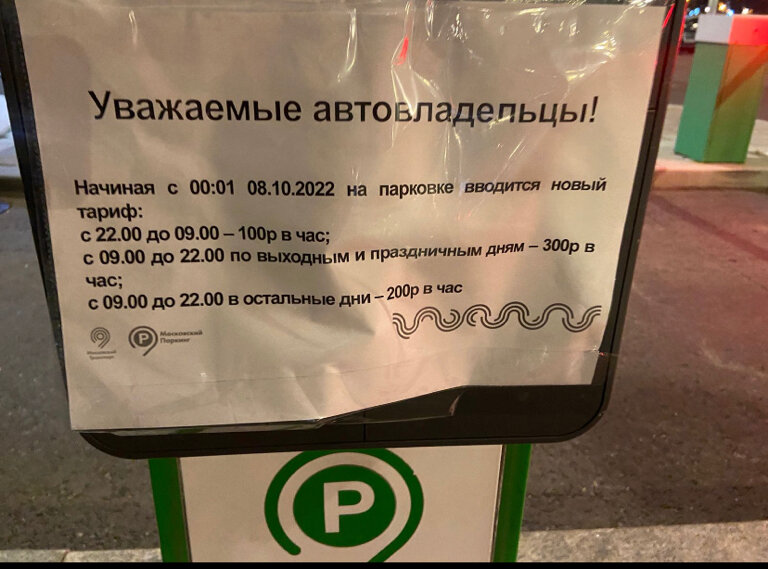 Уважаемые автовладельцы!
Начиная с 00:01 08.10.2022 на парковке вводится новый
тариф:
с 22.00 до 09.00 – 100р в час;
с 09.00 до 22.00 по выходным и праздничным дням – 300р в
час;
с 09.00 до 22.00 в остальные дни – 200р в час
Московский
Транспорт
P
Московский
Паркинг
P